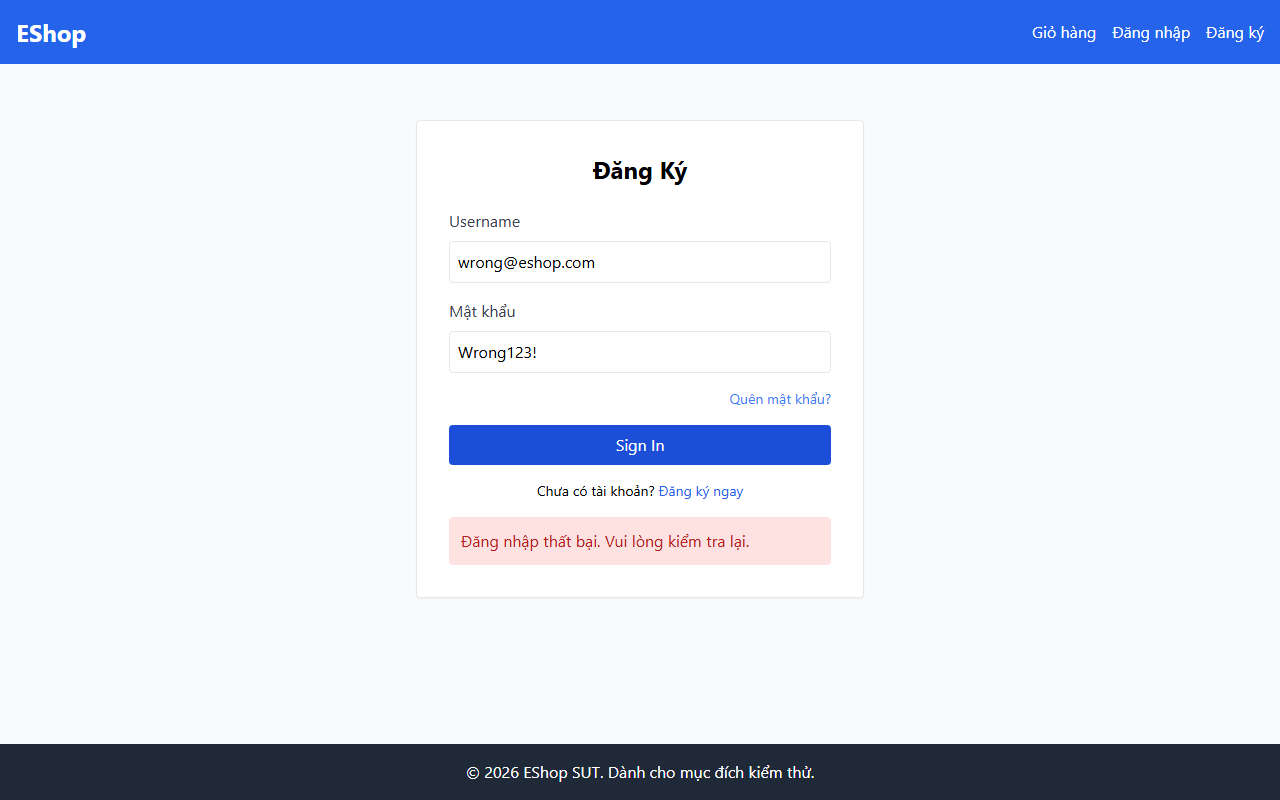 EShop
Giỏ hàng Đăng nhập Đăng ký
Đăng Ký
Username
wrong@eshop.com
Mật khẩu
Wrong123!
Quên mật khẩu?
Sign In
Chưa có tài khoản? Đăng ký ngay
Đăng nhập thất bại. Vui lòng kiểm tra lại.
© 2026 EShop SUT. Dành cho mục đích kiểm thử.